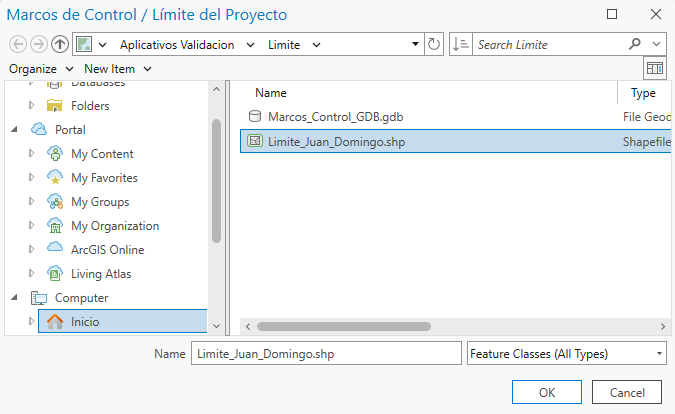 Marcos de Control / Límite del Proyecto
Aplicativos Validacion Limite Search Limite
Organize New Item
Databases
Folders
Portal
My Content
My Favorites
My Groups
My Organization
ArcGIS Online
Living Atlas
Computer
Inicio
Name Type
Marcos_Control_GDB.gdb File Geod
Limite_Juan_Domingo.shp Shapefile
Name Limite_Juan_Domingo.shp Feature Classes (All Types)
OK Cancel